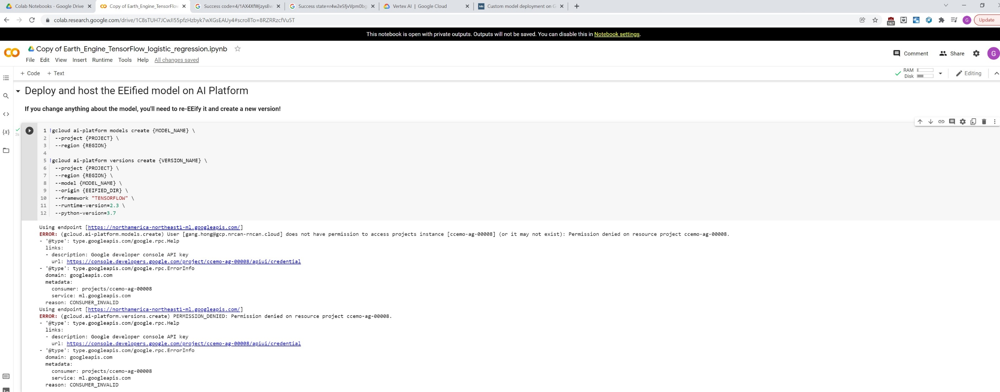 Colab Notebooks - Google Drive
Copy of Earth_Engine_TensorFlow
Success code=4/1AX4XfWjzysBw
Success state=r4w2eSfjvVpm0bg
Vertex AI | Google Cloud
tds Custom model deployment on G
colab.research.google.com/drive/1C8sTUH7JCwJI55pfzHzbyk7wXGsEAUy4#scrollTo=8RZRRzcfVu5T
167
G
Update
This notebook is open with private outputs. Outputs will not be saved. You can disable this in Notebook settings.
Copy of Earth_Engine_TensorFlow_logistic_regression.ipynb
File Edit View Insert Runtime Tools Help All changes saved
Comment Share G
+ Code + Text
RAM
Disk
Editing
Deploy and host the EEified model on AI Platform
If you change anything about the model, you'll need to re-EEify it and create a new version!
2s
1 !gcloud ai-platform models create {MODEL_NAME} \
2 --project {PROJECT} \
3 --region {REGION}
4
5 !gcloud ai-platform versions create {VERSION_NAME} \
6 --project {PROJECT} \
7 --region {REGION} \
8 --model {MODEL_NAME} \
9 --origin {EEIFIED_DIR} \
10 --framework "TENSORFLOW" \
11 --runtime-version=2.3 \
12 --python-version=3.7
Using endpoint [https://northamerica-northeast1-ml.googleapis.com/]
ERROR: (gcloud.ai-platform.models.create) User [gang.hong@gcp.nrcan-rncan.cloud] does not have permission to access projects instance [ccemo-ag-00008] (or it may not exist): Permission denied on resource project ccemo-ag-00008.
- '@type': type.googleapis.com/google.rpc.Help
links:
- description: Google developer console API key
url: https://console.developers.google.com/project/ccemo-ag-00008/apiui/credential
- '@type': type.googleapis.com/google.rpc.ErrorInfo
domain: googleapis.com
metadata:
consumer: projects/ccemo-ag-00008
service: ml.googleapis.com
reason: CONSUMER_INVALID
Using endpoint [https://northamerica-northeast1-ml.googleapis.com/]
ERROR: (gcloud.ai-platform.versions.create) PERMISSION_DENIED: Permission denied on resource project ccemo-ag-00008.
- '@type': type.googleapis.com/google.rpc.Help
links:
- description: Google developer console API key
url: https://console.developers.google.com/project/ccemo-ag-00008/apiui/credential
- '@type': type.googleapis.com/google.rpc.ErrorInfo
domain: googleapis.com
metadata:
consumer: projects/ccemo-ag-00008
service: ml.googleapis.com
reason: CONSUMER_INVALID